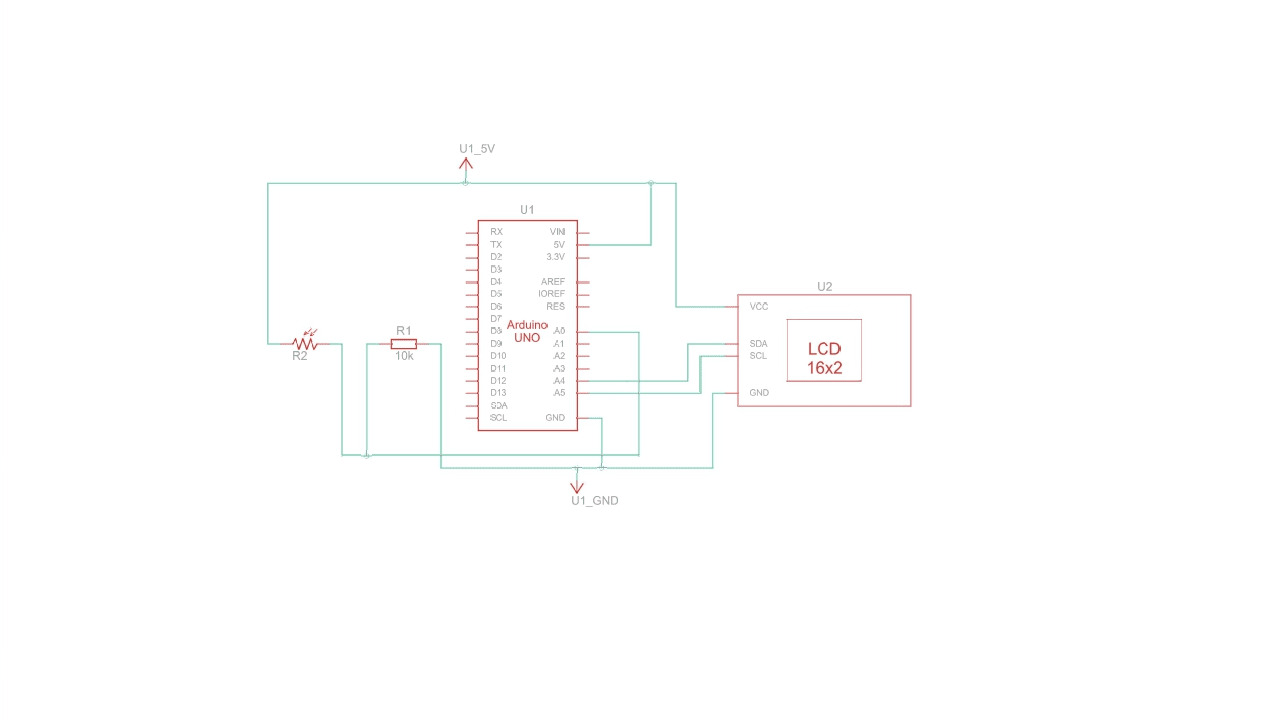 U1_5V
U1
RX VIN
TX 5V
D2 3.3V
D3
D4 AREF
D5 IOREF
D6 RES
D7
D8 A0
D9 A1
D10 A2
D11 A3
D12 A4
D13 A5
SDA
SCL GND
Arduino
UNO
R2
R1
10k
U2
VCC
SDA
SCL
GND
LCD
16x2
U1_GND